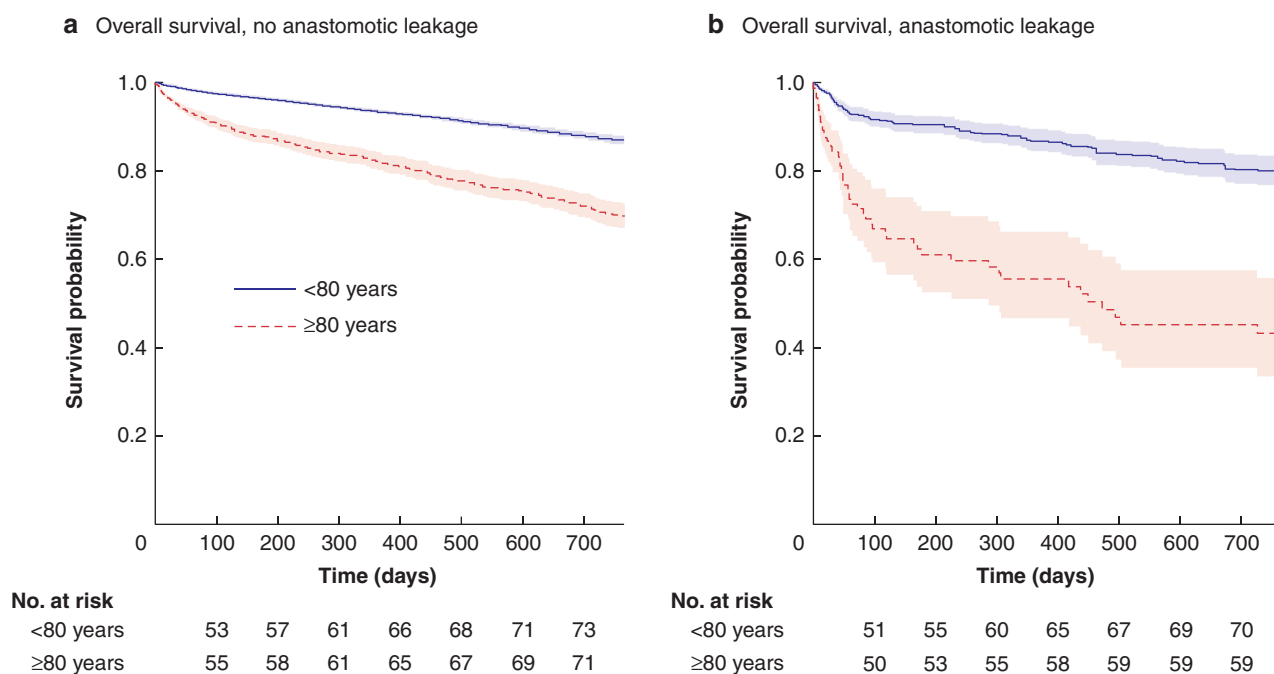 a Overall survival, no anastomotic leakage
1.0
0.8
0.6
0.4
0.2
Survival probability
<80 years
≥80 years
0 100 200 300 400 500 600 700
Time (days)
No. at risk
<80 years 53 57 61 66 68 71 73
≥80 years 55 58 61 65 67 69 71
b Overall survival, anastomotic leakage
1.0
0.8
0.6
0.4
0.2
Survival probability
0 100 200 300 400 500 600 700
Time (days)
No. at risk
<80 years 51 55 60 65 67 69 70
≥80 years 50 53 55 58 59 59 59